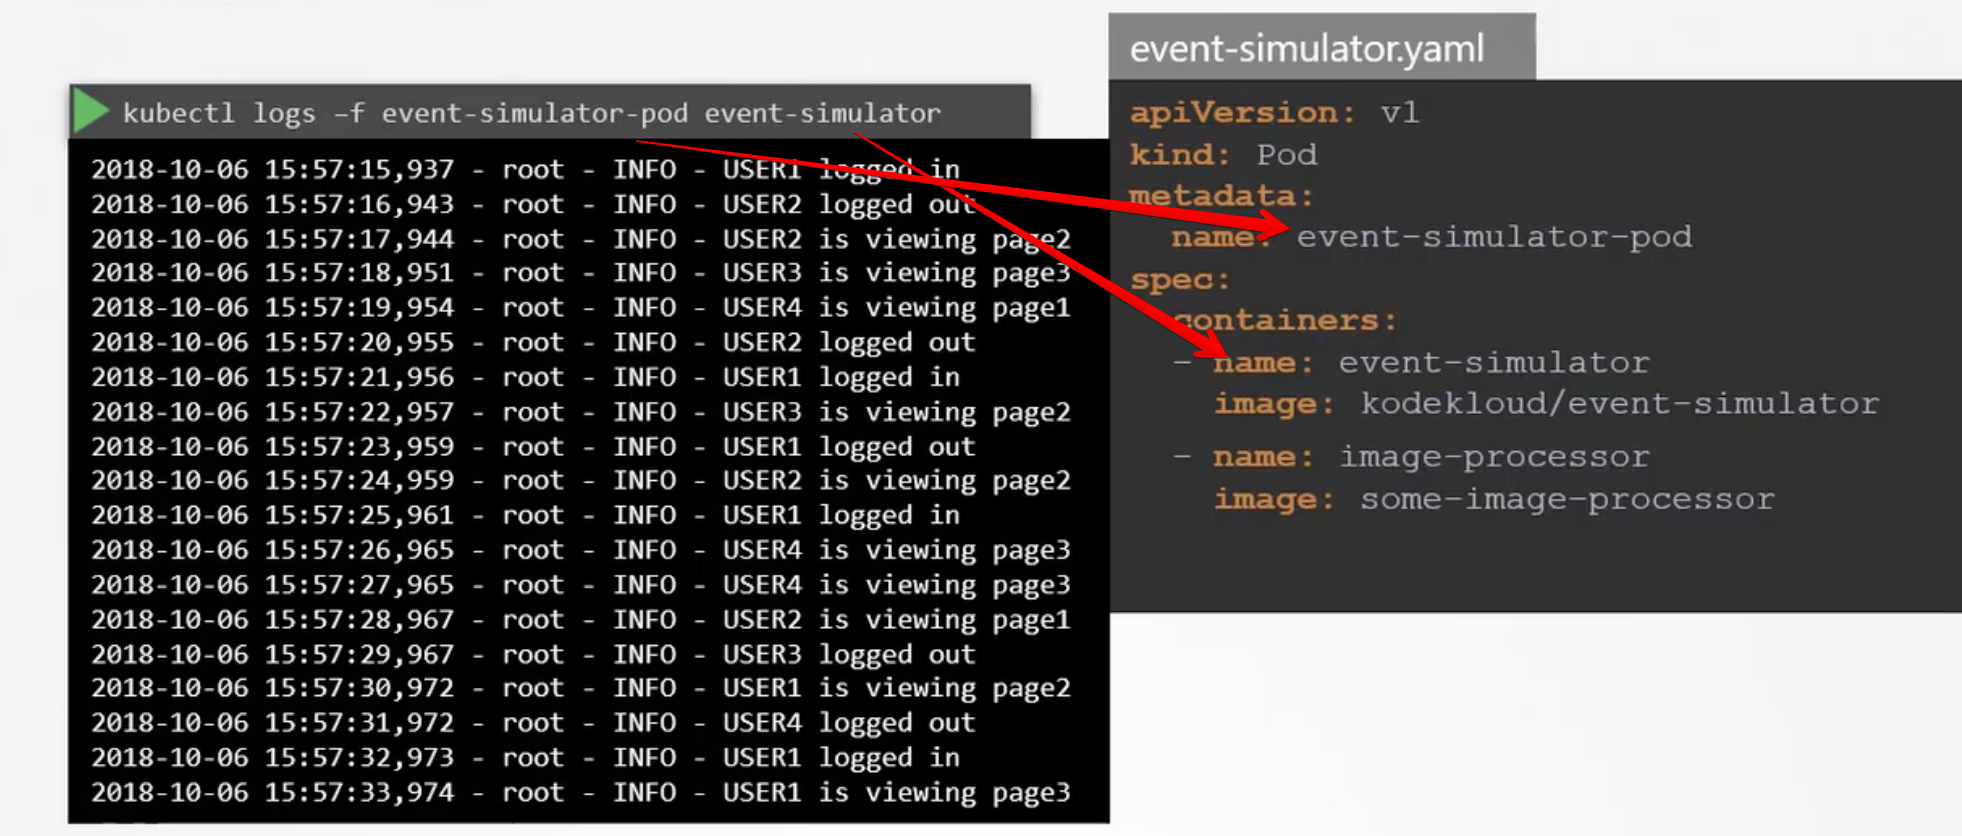 kubectl logs –f event-simulator-pod event-simulator
2018-10-06 15:57:15,937 - root - INFO - USER1 logged in
2018-10-06 15:57:16,943 - root - INFO - USER2 logged out
2018-10-06 15:57:17,944 - root - INFO - USER2 is viewing page2
2018-10-06 15:57:18,951 - root - INFO - USER3 is viewing page3
2018-10-06 15:57:19,954 - root - INFO - USER4 is viewing page1
2018-10-06 15:57:20,955 - root - INFO - USER2 logged out
2018-10-06 15:57:21,956 - root - INFO - USER1 logged in
2018-10-06 15:57:22,957 - root - INFO - USER3 is viewing page2
2018-10-06 15:57:23,959 - root - INFO - USER1 logged out
2018-10-06 15:57:24,959 - root - INFO - USER2 is viewing page2
2018-10-06 15:57:25,961 - root - INFO - USER1 logged in
2018-10-06 15:57:26,965 - root - INFO - USER4 is viewing page3
2018-10-06 15:57:27,965 - root - INFO - USER4 is viewing page3
2018-10-06 15:57:28,967 - root - INFO - USER2 is viewing page1
2018-10-06 15:57:29,967 - root - INFO - USER3 logged out
2018-10-06 15:57:30,972 - root - INFO - USER1 is viewing page2
2018-10-06 15:57:31,972 - root - INFO - USER4 logged out
2018-10-06 15:57:32,973 - root - INFO - USER1 logged in
2018-10-06 15:57:33,974 - root - INFO - USER1 is viewing page3
event-simulator.yaml
apiVersion: v1
kind: Pod
metadata:
  name: event-simulator-pod
spec:
  containers:
  - name: event-simulator
    image: kodekloud/event-simulator
  - name: image-processor
    image: some-image-processor